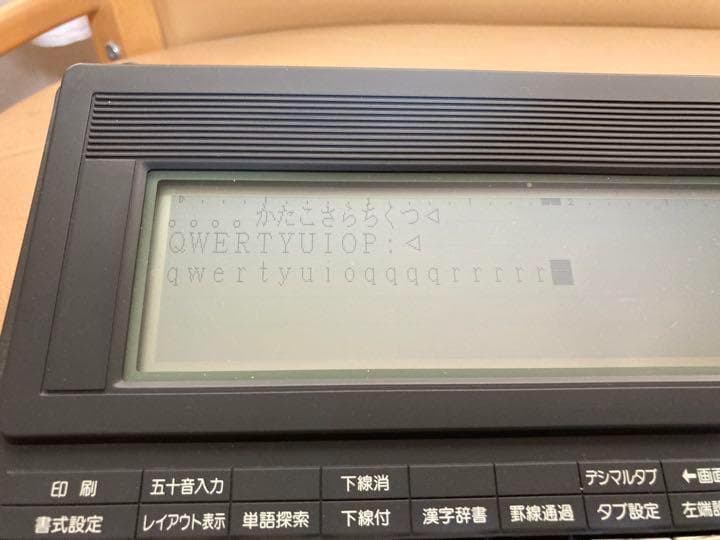 。。。。かたこさらちくつ◁
QWERTYUIOP:◁
qwertyuioqqqqrrrrr
印刷 五十音入力 下線消 デシマルタブ ←画面
書式設定 レイアウト表示 単語探索 下線付 漢字辞書 罫線通過 タブ設定 左端